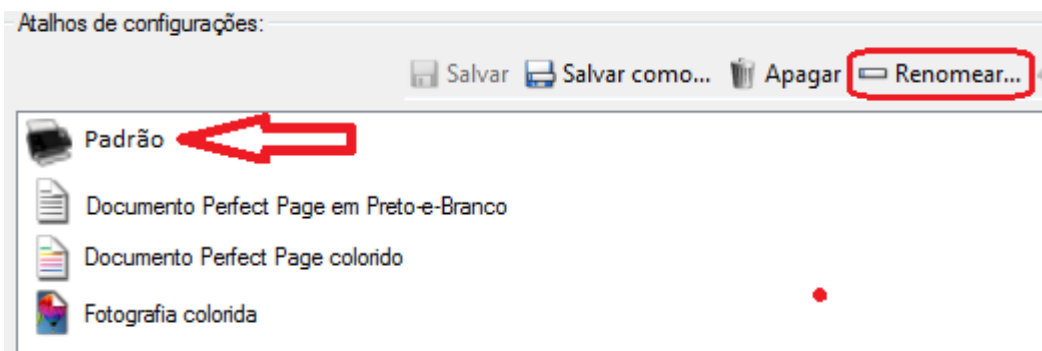 Atalhos de configurações:
Salvar Salvar como... Apagar Renomear...
Padrão
Documento Perfect Page em Preto-e-Branco
Documento Perfect Page colorido
Fotografia colorida